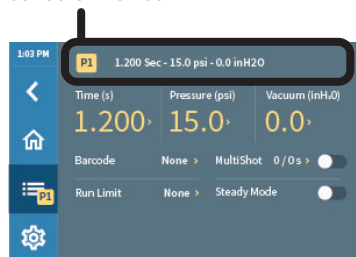 1:03 PM
P1 1.200 Sec - 15.0 psi - 0.0 inH2O
Time (s) Pressure (psi) Vacuum (inH₂O)
1.200› 15.0› 0.0›
Barcode None › MultiShot 0 / 0 s ›
P1
Run Limit None › Steady Mode